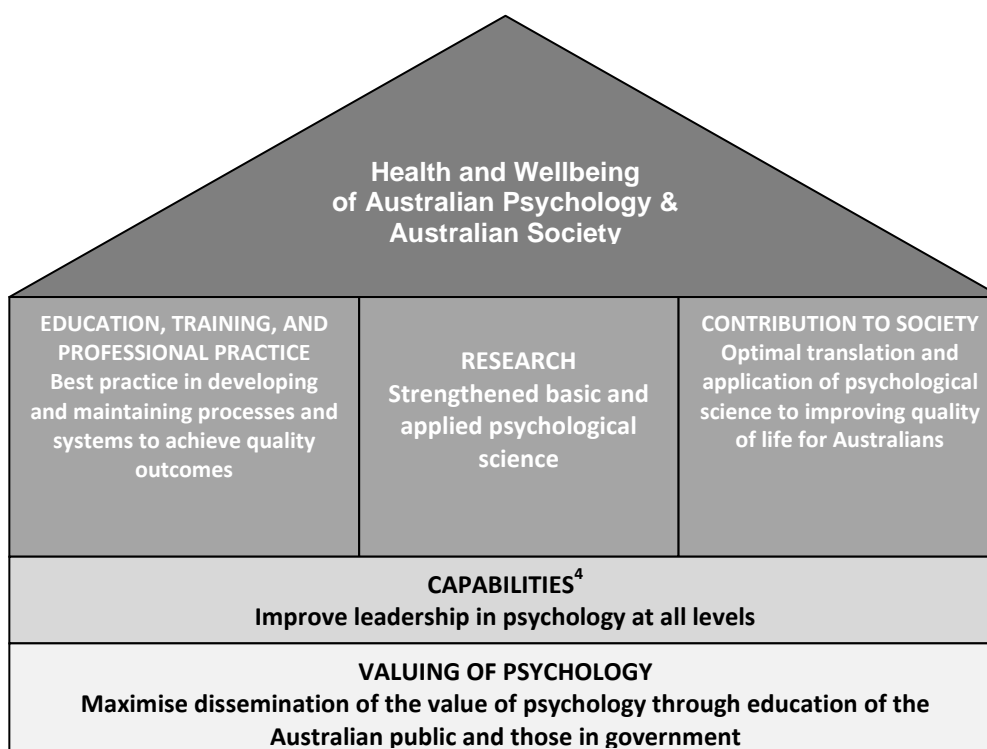 Health and Wellbeing
of Australian Psychology &
Australian Society
EDUCATION, TRAINING, AND
PROFESSIONAL PRACTICE
Best practice in developing
and maintaining processes and
systems to achieve quality
outcomes
RESEARCH
Strengthened basic and
applied psychological
science
CONTRIBUTION TO SOCIETY
Optimal translation and
application of psychological
science to improving quality
of life for Australians
CAPABILITIES⁴
Improve leadership in psychology at all levels
VALUING OF PSYCHOLOGY
Maximise dissemination of the value of psychology through education of the
Australian public and those in government